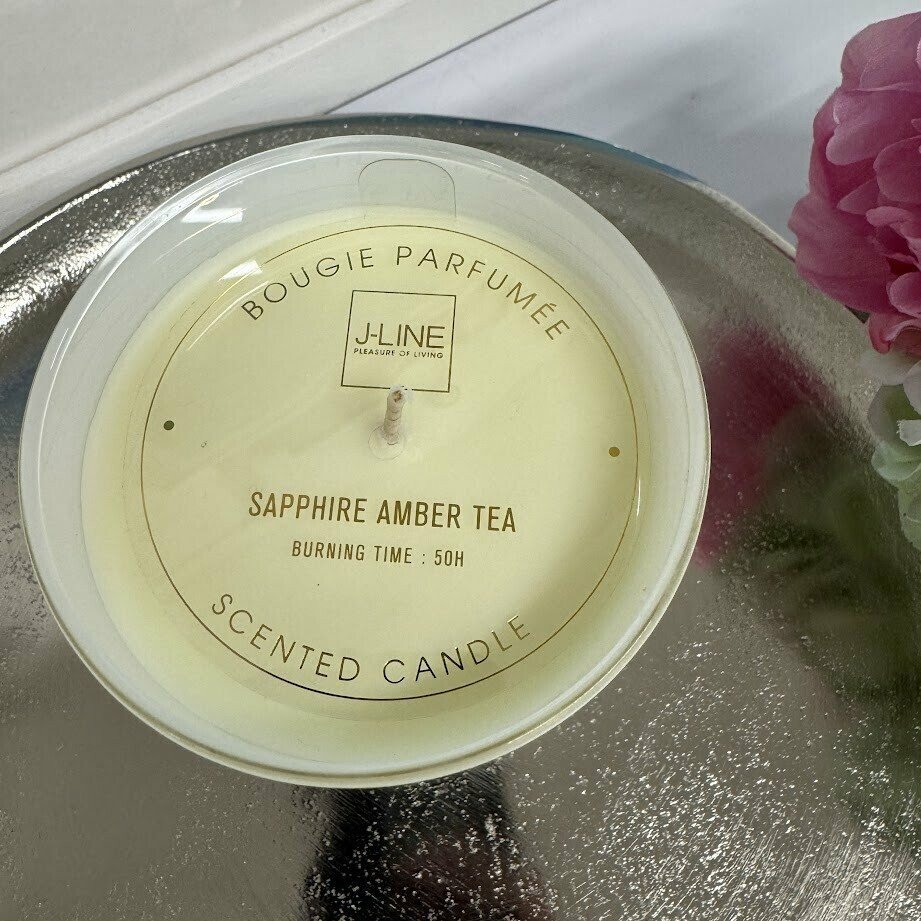 BOUGIE PARFUMÉE
J-LINE
PLEASURE OF LIVING
SAPPHIRE AMBER TEA
BURNING TIME : 50H
SCENTED CANDLE